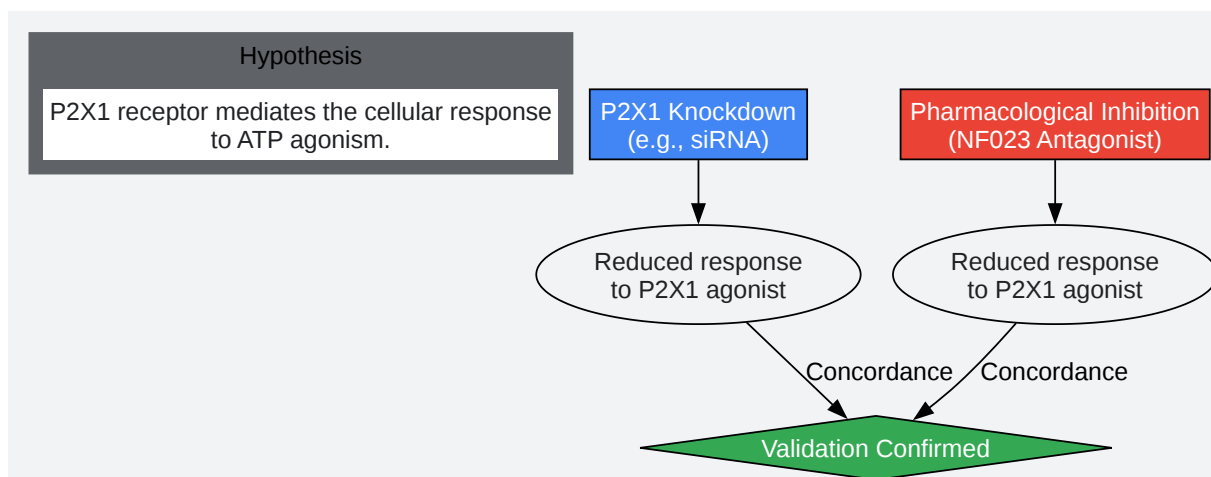 Hypothesis
P2X1 receptor mediates the cellular response
to ATP agonism.
P2X1 Knockdown
(e.g., siRNA)
Pharmacological Inhibition
(NF023 Antagonist)
Reduced response
to P2X1 agonist
Reduced response
to P2X1 agonist
Concordance
Concordance
Validation Confirmed